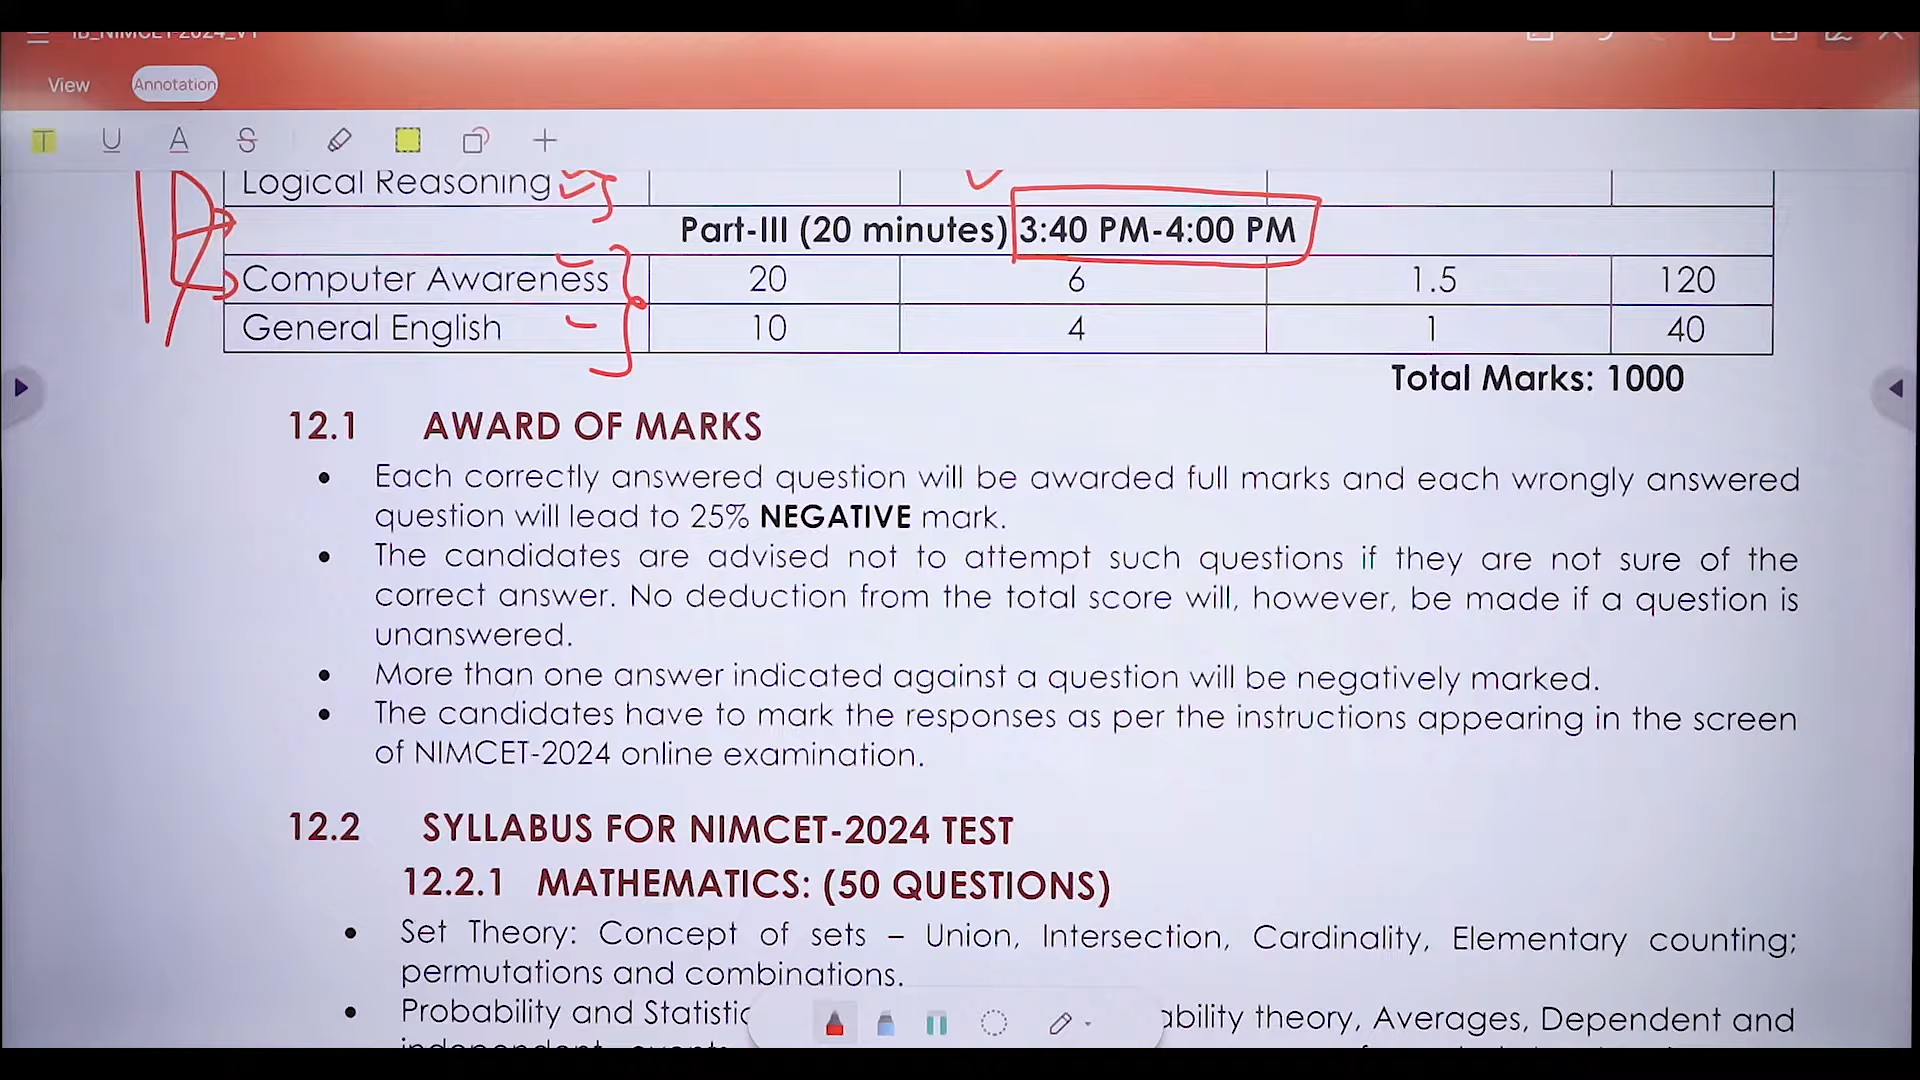 IB_NIMCET-2024_V1
View Annotation
T U A S
Logical Reasoning
Part-III (20 minutes) 3:40 PM-4:00 PM
Computer Awareness 20 6 1.5 120
General English 10 4 1 40
Total Marks: 1000
12.1 AWARD OF MARKS
• Each correctly answered question will be awarded full marks and each wrongly answered
question will lead to 25% NEGATIVE mark.
• The candidates are advised not to attempt such questions if they are not sure of the
correct answer. No deduction from the total score will, however, be made if a question is
unanswered.
• More than one answer indicated against a question will be negatively marked.
• The candidates have to mark the responses as per the instructions appearing in the screen
of NIMCET-2024 online examination.
12.2 SYLLABUS FOR NIMCET-2024 TEST
12.2.1 MATHEMATICS: (50 QUESTIONS)
• Set Theory: Concept of sets – Union, Intersection, Cardinality, Elementary counting;
permutations and combinations.
• Probability and Statistic ability theory, Averages, Dependent and
independent events